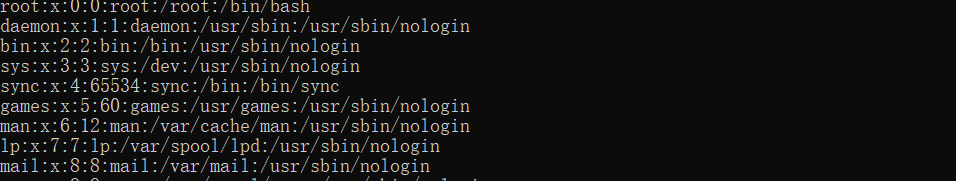 root:x:0:0:root:/root:/bin/bash
daemon:x:1:1:daemon:/usr/sbin:/usr/sbin/nologin
bin:x:2:2:bin:/bin:/usr/sbin/nologin
sys:x:3:3:sys:/dev:/usr/sbin/nologin
sync:x:4:65534:sync:/bin:/bin/sync
games:x:5:60:games:/usr/games:/usr/sbin/nologin
man:x:6:12:man:/var/cache/man:/usr/sbin/nologin
lp:x:7:7:lp:/var/spool/lpd:/usr/sbin/nologin
mail:x:8:8:mail:/var/mail:/usr/sbin/nologin